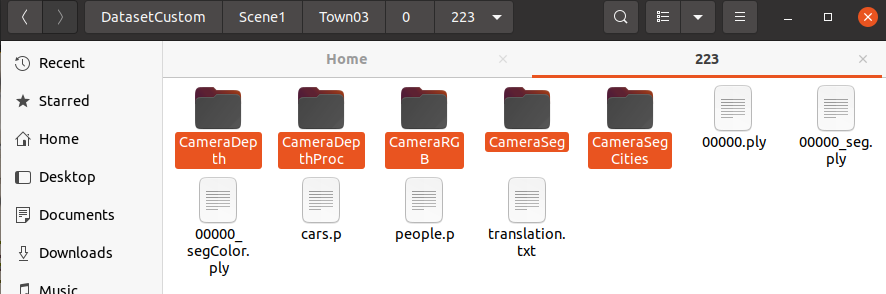 DatasetCustom Scene1 Town03 0 223
Recent
Starred
Home
Desktop
Documents
Downloads
Music
Home 223
CameraDepth CameraDepthProc CameraRGB CameraSeg CameraSegCities 00000.ply 00000_seg.ply
00000_segColor.ply cars.p people.p translation.txt